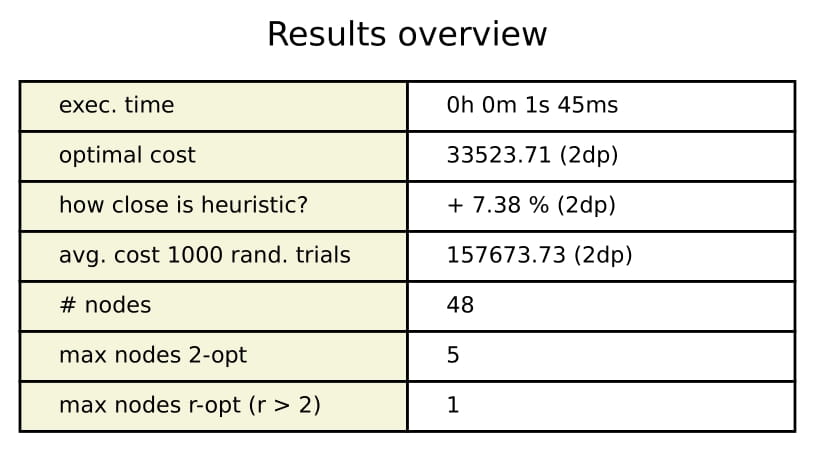 Results overview
exec. time 0h 0m 1s 45ms
optimal cost 33523.71 (2dp)
how close is heuristic? + 7.38 % (2dp)
avg. cost 1000 rand. trials 157673.73 (2dp)
# nodes 48
max nodes 2-opt 5
max nodes r-opt (r > 2) 1